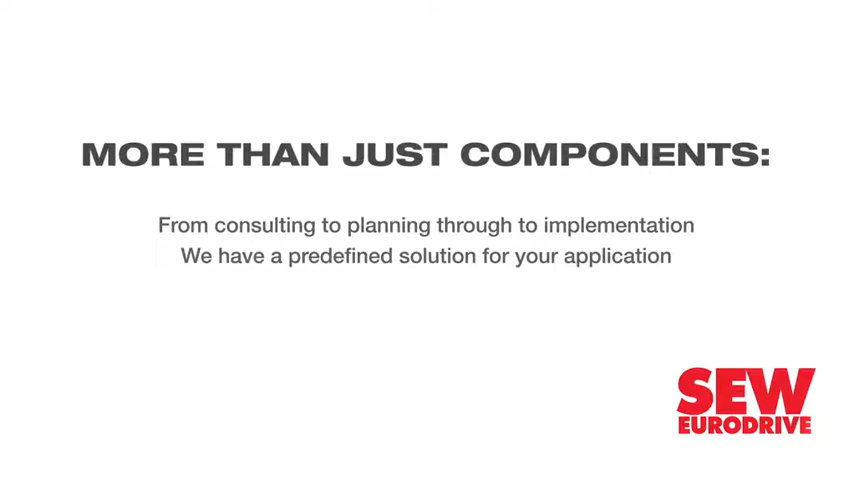 MORE THAN JUST COMPONENTS:
From consulting to planning through to implementation
We have a predefined solution for your application
SEW
EURODRIVE